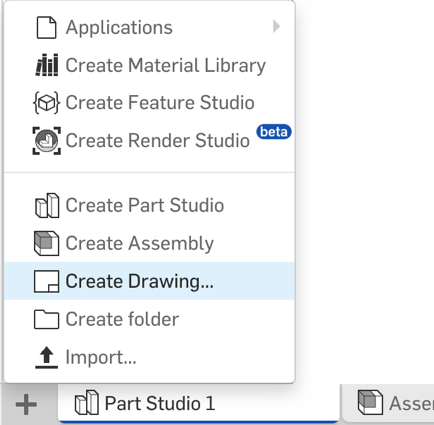 Applications
Create Material Library
Create Feature Studio
Create Render Studio beta
Create Part Studio
Create Assembly
Create Drawing...
Create folder
Import...
Part Studio 1
Asse